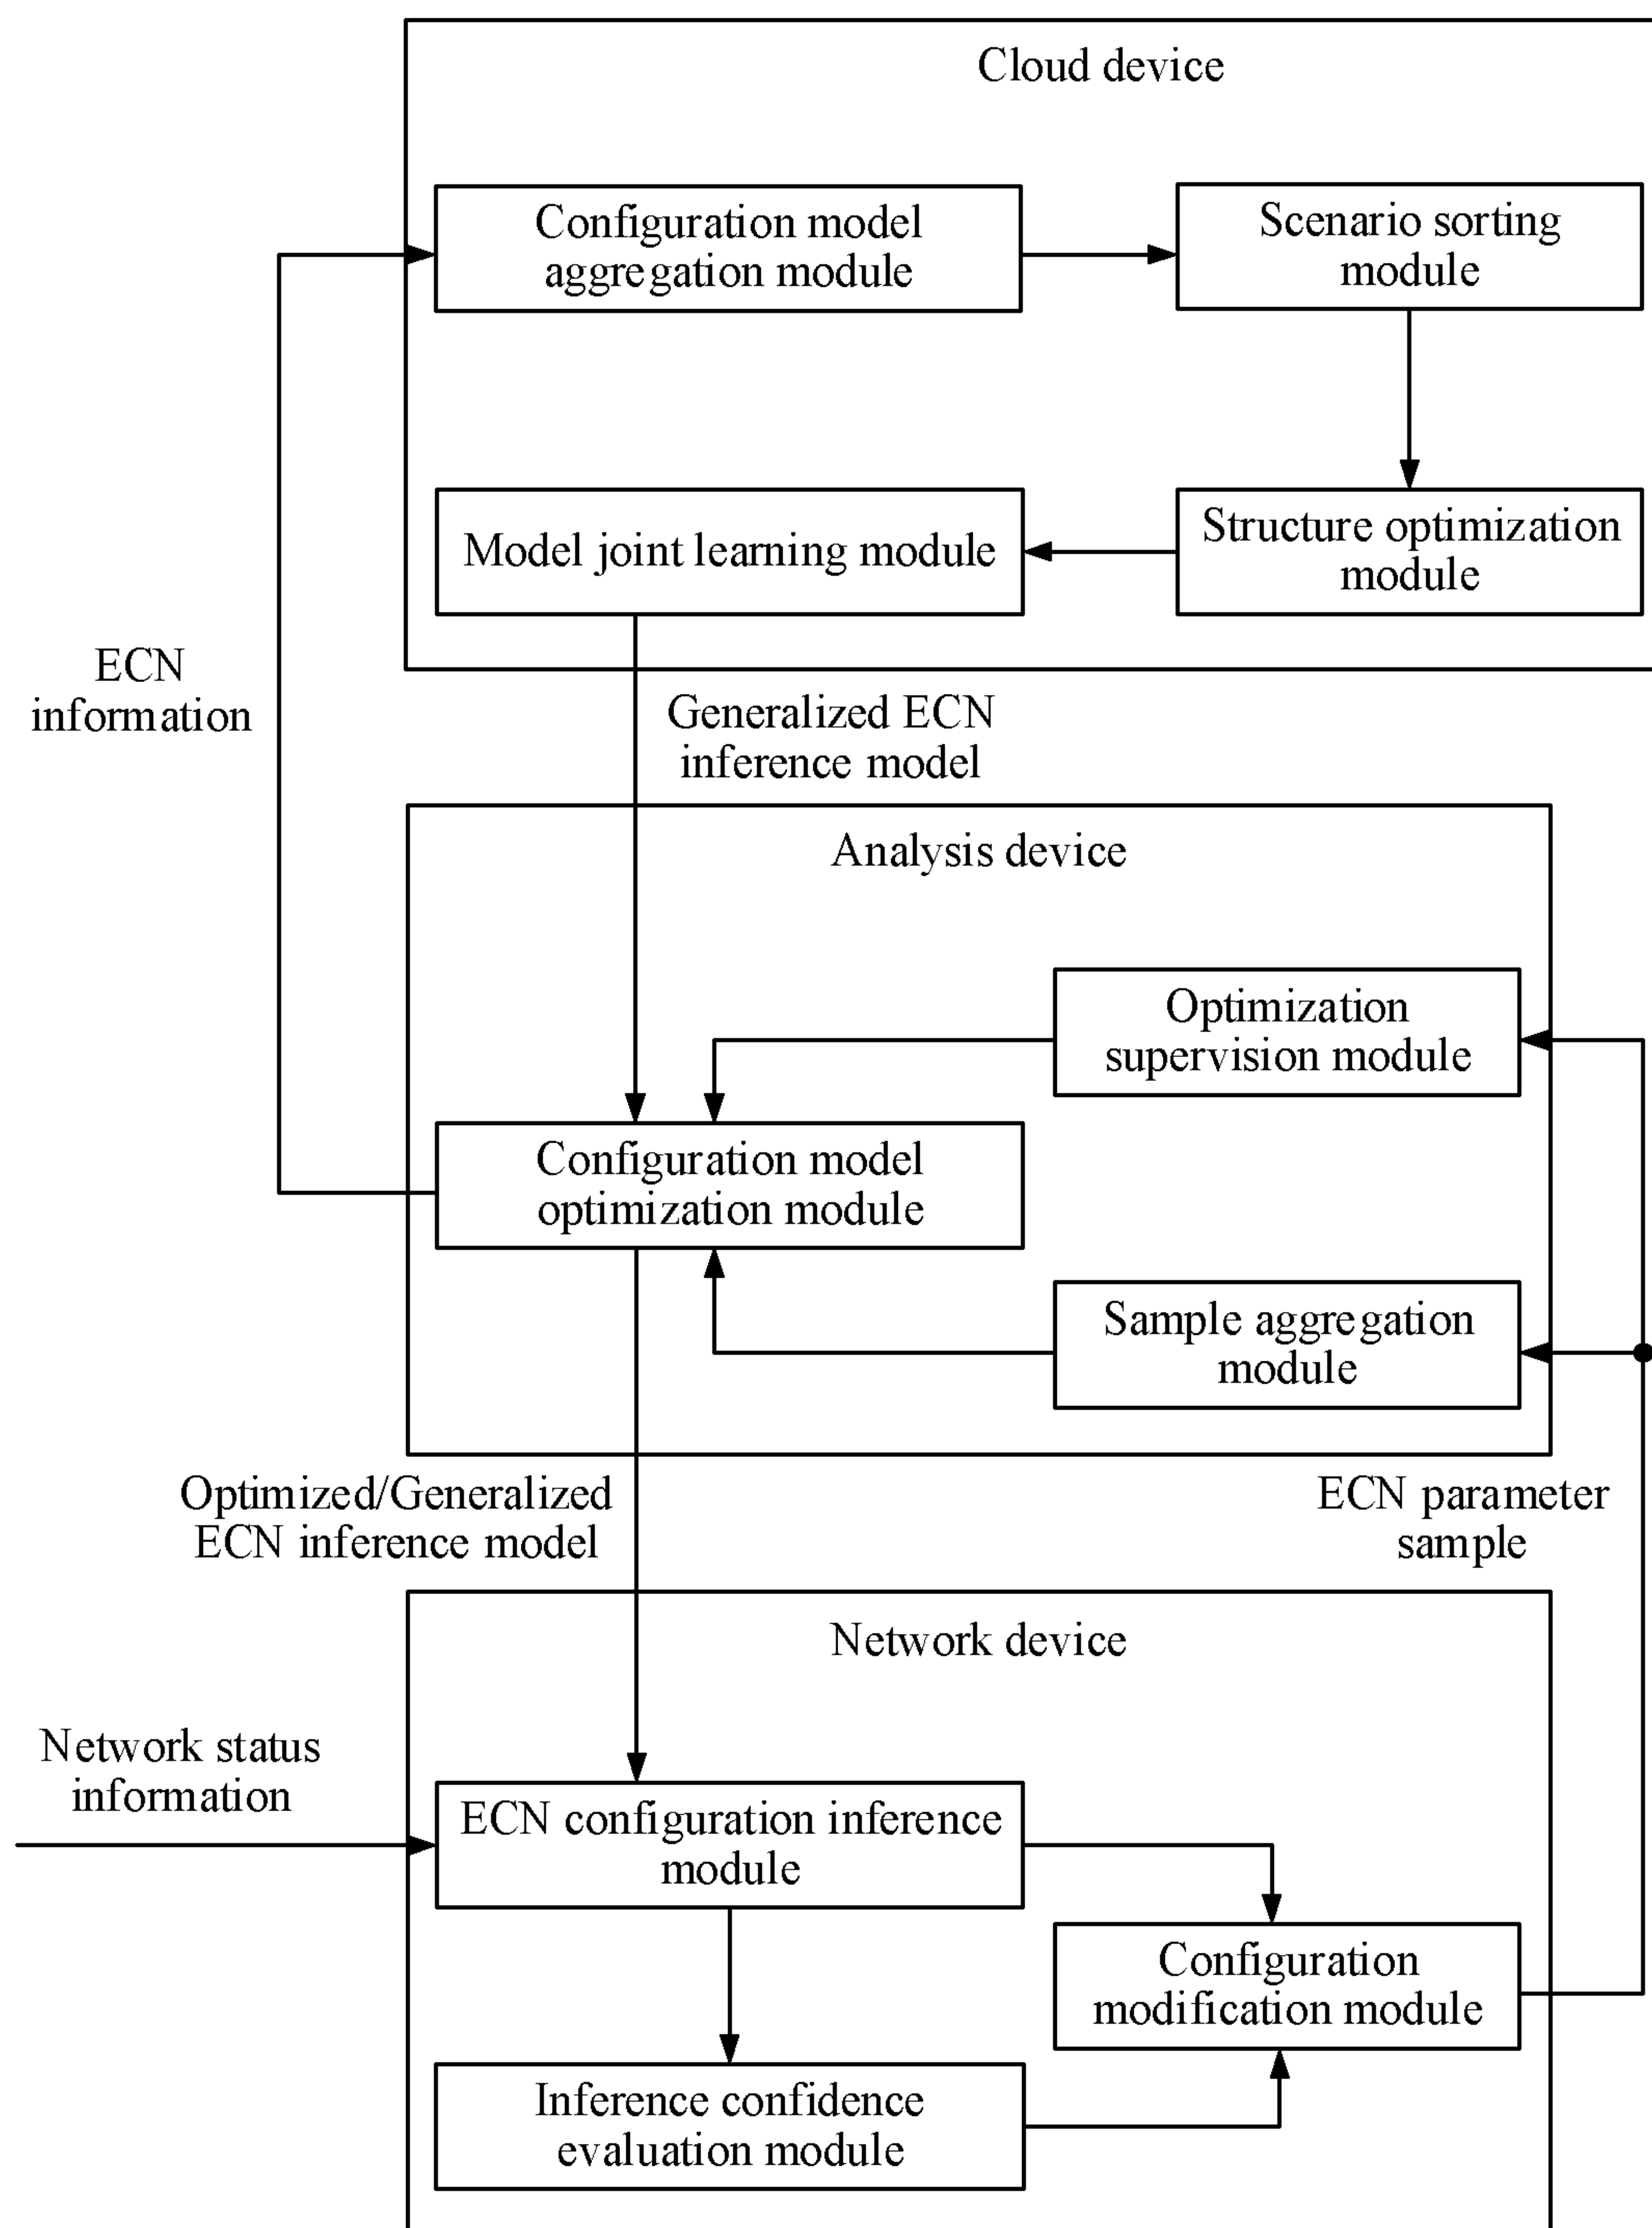 Cloud device
Configuration model
aggregation module
Scenario sorting
module
Model joint learning module
Structure optimization
module
ECN
information
Generalized ECN
inference model
Analysis device
Optimization
supervision module
Configuration model
optimization module
Sample aggregation
module
Optimized/Generalized
ECN inference model
ECN parameter
sample
Network device
Network status
information
ECN configuration inference
module
Configuration
modification module
Inference confidence
evaluation module